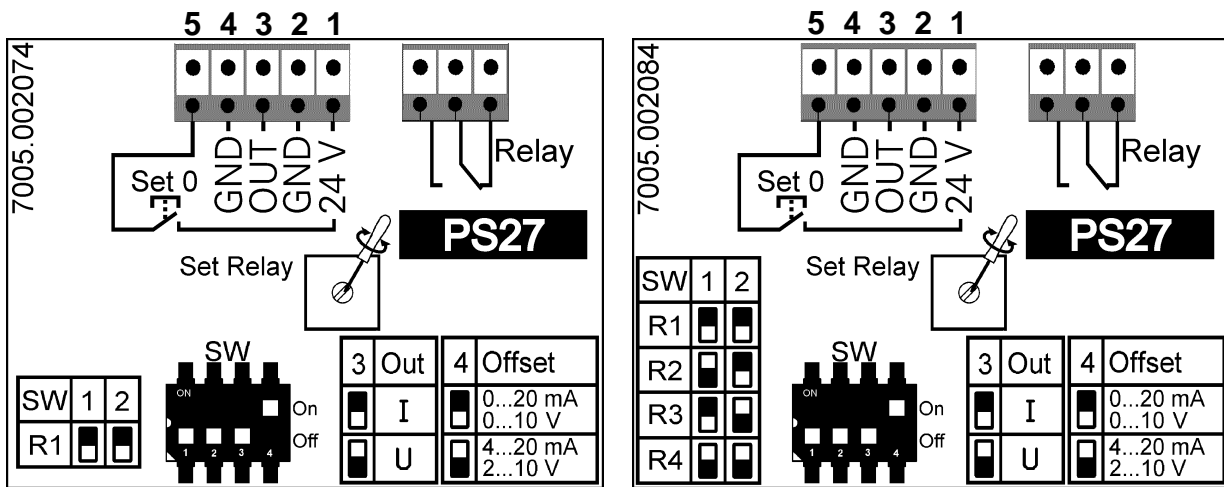 5 4 3 2 1
7005.002074
GND
OUT
GND
24 V
Set 0
Relay
PS27
Set Relay
SW
ON
On
Off
1 2 3 4
SW 1 2
R1
3 Out
I
U
4 Offset
0...20 mA
0...10 V
4...20 mA
2...10 V
5 4 3 2 1
7005.002084
GND
OUT
GND
24 V
Set 0
Relay
PS27
Set Relay
SW 1 2
R1
R2
R3
R4
SW
ON
On
Off
1 2 3 4
3 Out
I
U
4 Offset
0...20 mA
0...10 V
4...20 mA
2...10 V